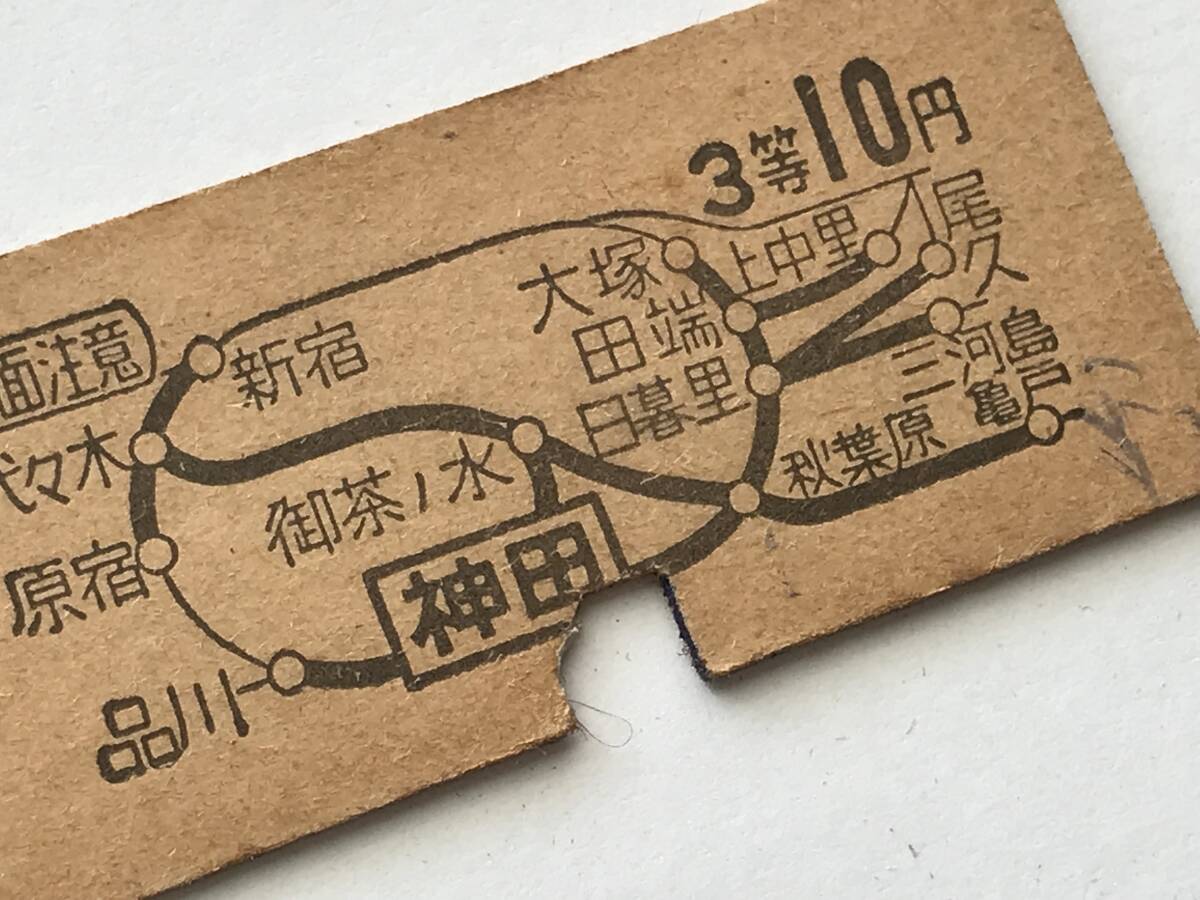 3等10円
面注意
新宿
代々木
原宿
品川
御茶ノ水
神田
大塚
田端
日暮里
上中里
尾久
三河島
亀戸
秋葉原